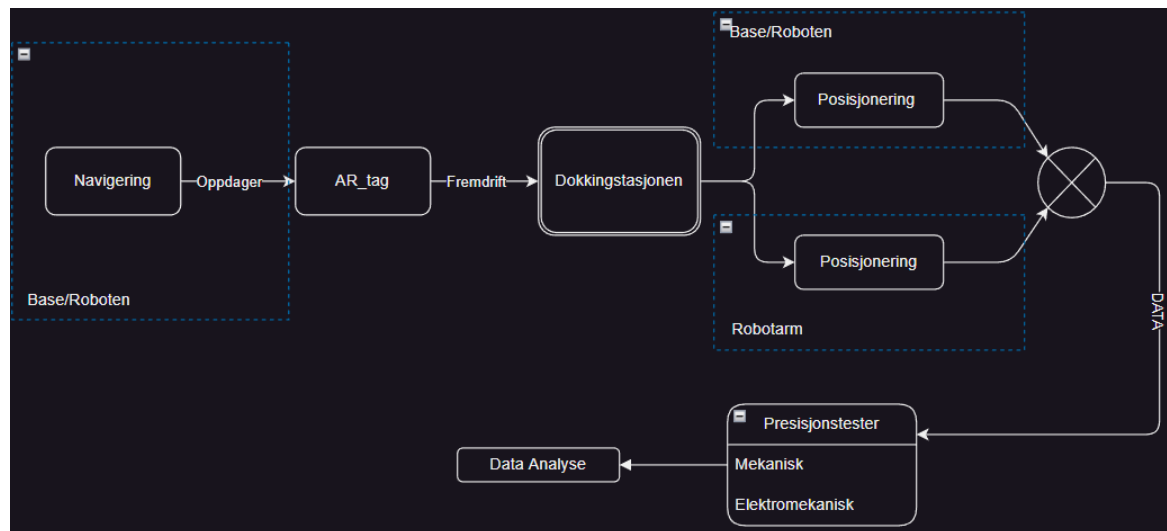 Base/Roboten
Posisjonering
Navigering
Oppdager
AR_tag
Fremdrift
Dokkingstasjonen
Posisjonering
Base/Roboten
Robotarm
DATA
Presisjonstester
Mekanisk
Elektromekanisk
Data Analyse